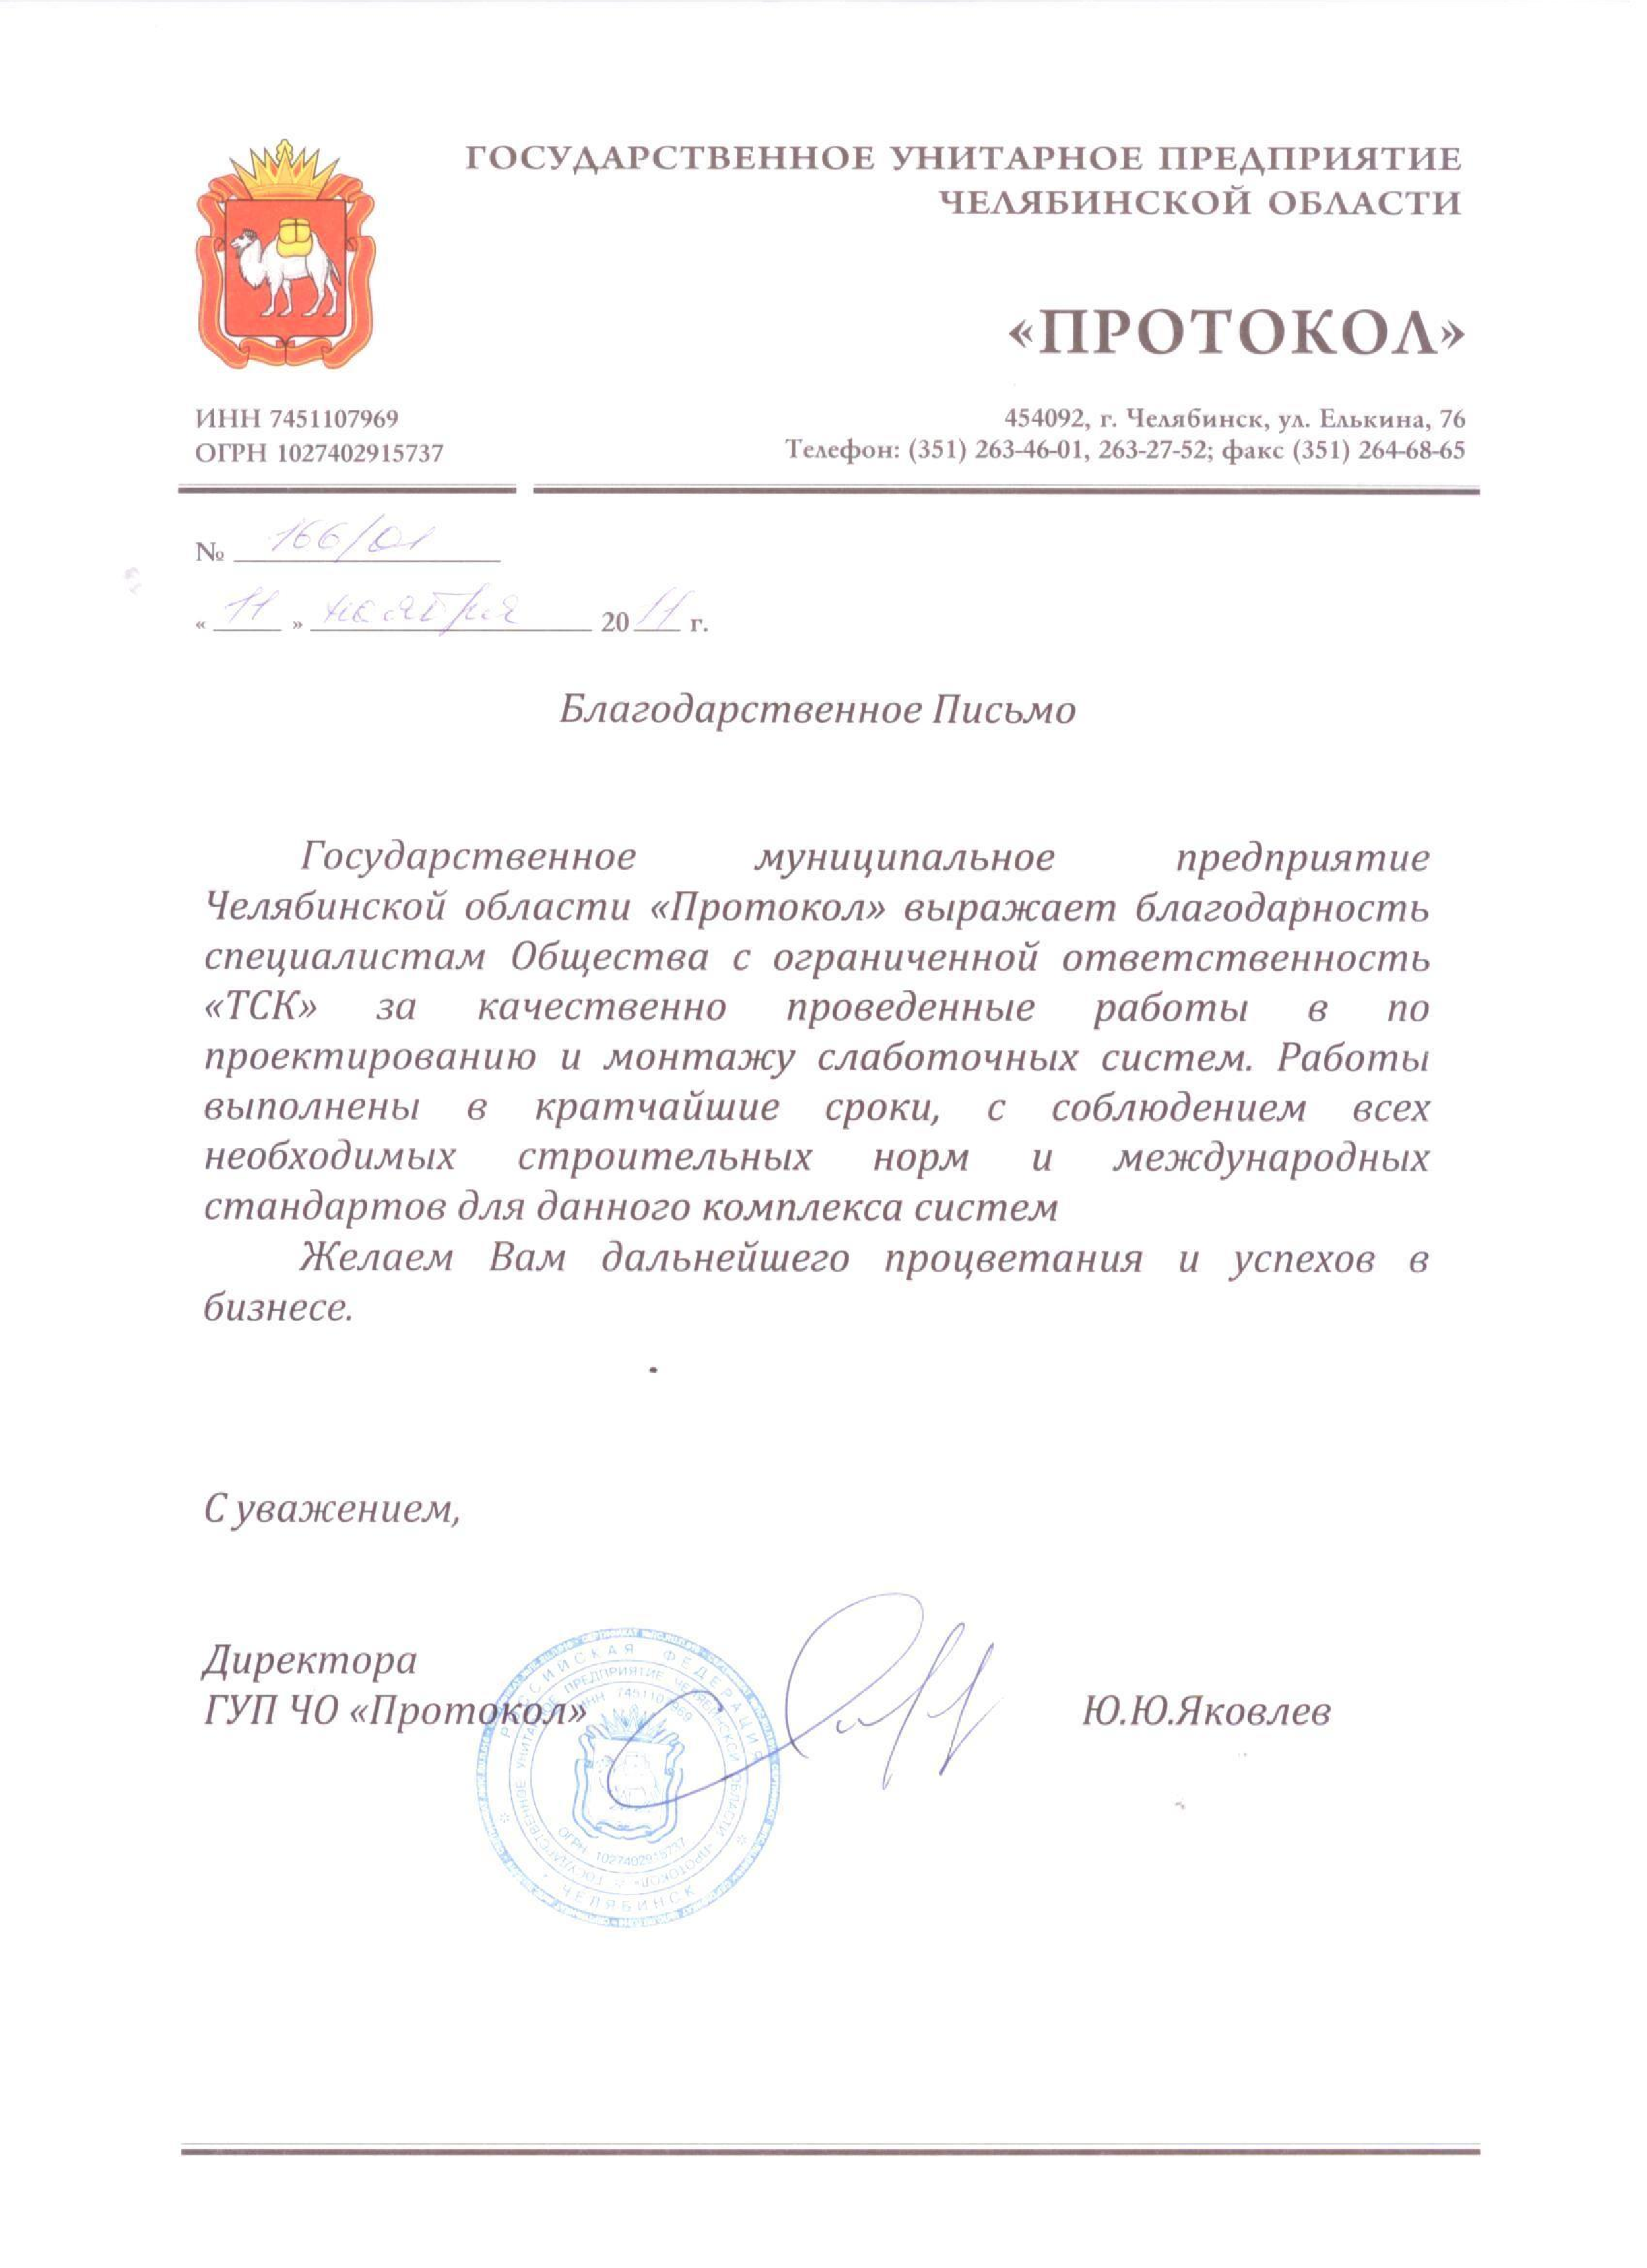 ГОСУДАРСТВЕННОЕ УНИТАРНОЕ ПРЕДПРИЯТИЕ
ЧЕЛЯБИНСКОЙ ОБЛАСТИ
«ПРОТОКОЛ»
ИНН 7451107969
ОГРН 1027402915737
454092, г. Челябинск, ул. Елькина, 76
Телефон: (351) 263-46-01, 263-27-52; факс (351) 264-68-65
№ 166/01
« 11 » ноября 2011 г.
Благодарственное Письмо
Государственное муниципальное предприятие
Челябинской области «Протокол» выражает благодарность
специалистам Общества с ограниченной ответственность
«ТСК» за качественно проведенные работы в по
проектированию и монтажу слаботочных систем. Работы
выполнены в кратчайшие сроки, с соблюдением всех
необходимых строительных норм и международных
стандартов для данного комплекса систем
Желаем Вам дальнейшего процветания и успехов в
бизнесе.
С уважением,
Директора
ГУП ЧО «Протокол» Ю.Ю.Яковлев
РОССИЙСКАЯ ФЕДЕРАЦИЯ
ЧЕЛЯБИНСК
ГОСУДАРСТВЕННОЕ УНИТАРНОЕ ПРЕДПРИЯТИЕ ЧЕЛЯБИНСКОЙ ОБЛАСТИ «ПРОТОКОЛ»
ИНН 7451107969
ОГРН 1027402915737